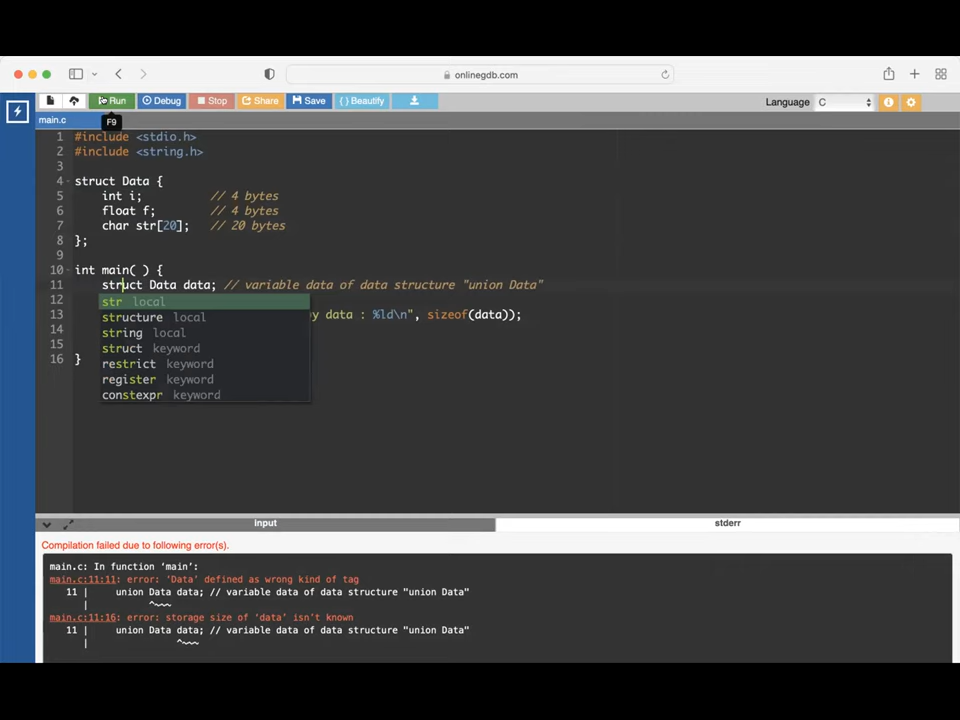 onlinegdb.com
Run
Debug
Stop
Share
Save
{ } Beautify
Language C
main.c
F9
1 #include <stdio.h>
2 #include <string.h>
3
4 struct Data {
5 int i; // 4 bytes
6 float f; // 4 bytes
7 char str[20]; // 20 bytes
8 };
9
10 int main( ) {
11 struct Data data; // variable data of data structure "union Data"
12
13 y data : %ld\n", sizeof(data));
14
15
16 }
str local
structure local
string local
struct keyword
restrict keyword
register keyword
constexpr keyword
input
stderr
Compilation failed due to following error(s).
main.c: In function ‘main’:
main.c:11:11: error: ‘Data’ defined as wrong kind of tag
11 | union Data data; // variable data of data structure "union Data"
| ^~~~
main.c:11:16: error: storage size of ‘data’ isn’t known
11 | union Data data; // variable data of data structure "union Data"
| ^~~~